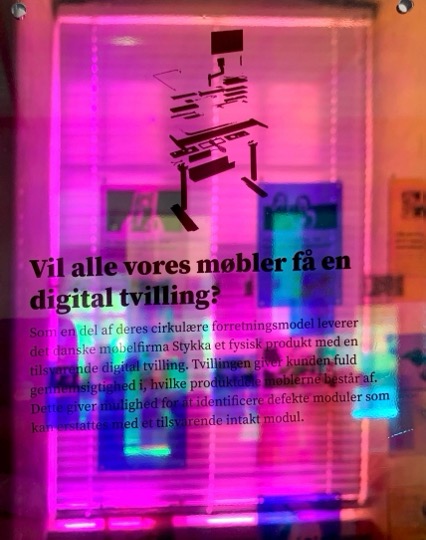 Vil alle vores møbler få en
digital tvilling?
Som en del af deres cirkulære forretningsmodel leverer
det danske møbelfirma Stykka et fysisk produkt med en
tilsvarende digital tvilling. Tvillingen giver kunden fuld
gennemsigtighed i, hvilke produktdele møblerne består af.
Dette giver mulighed for at identificere defekte moduler som
kan erstattes med et tilsvarende intakt modul.